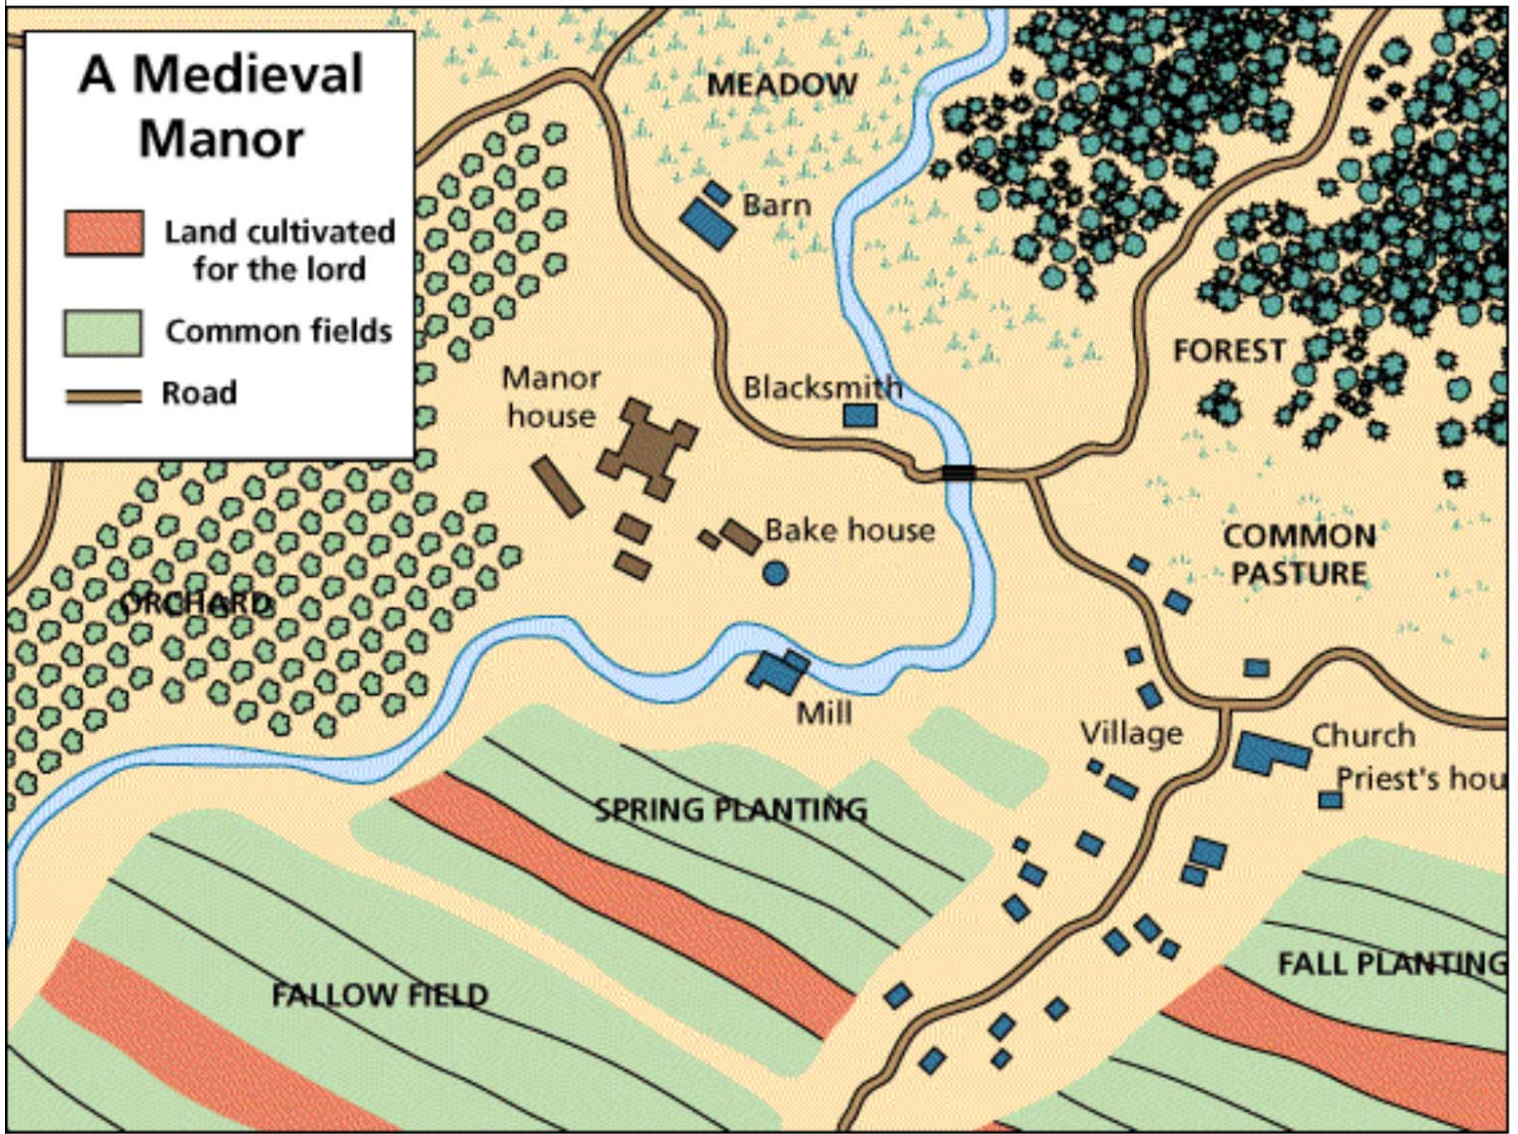 A Medieval
Manor
Land cultivated
for the lord
Common fields
Road
MEADOW
Barn
FOREST
Manor
house
Blacksmith
Bake house
COMMON
PASTURE
ORCHARD
Mill
Village
Church
Priest's hou
SPRING PLANTING
FALL PLANTING
FALLOW FIELD